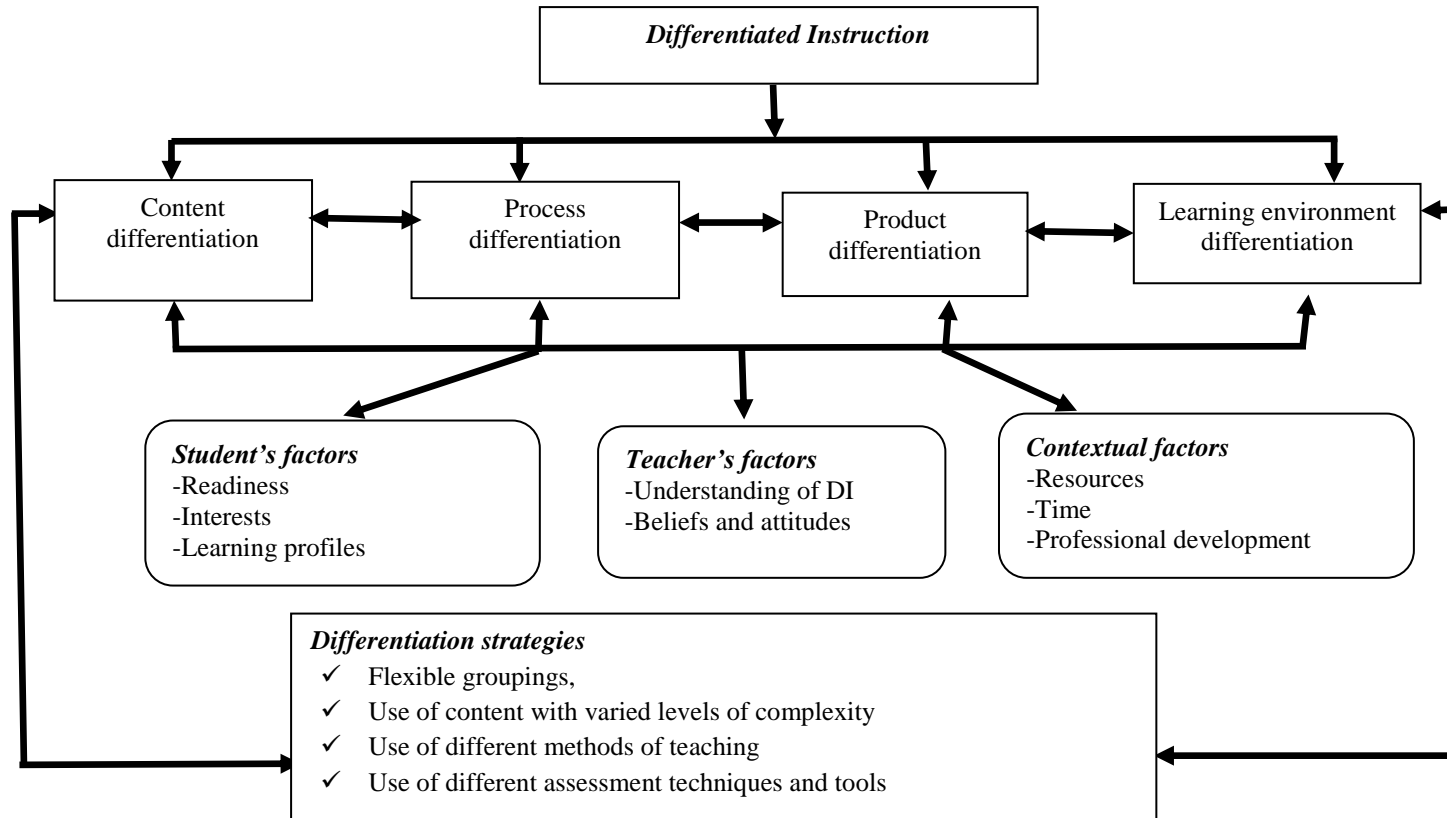 Differentiated Instruction
Content
differentiation
Process
differentiation
Product
differentiation
Learning environment
differentiation
Student’s factors
-Readiness
-Interests
-Learning profiles
Teacher’s factors
-Understanding of DI
-Beliefs and attitudes
Contextual factors
-Resources
-Time
-Professional development
Differentiation strategies
✓ Flexible groupings,
✓ Use of content with varied levels of complexity
✓ Use of different methods of teaching
✓ Use of different assessment techniques and tools